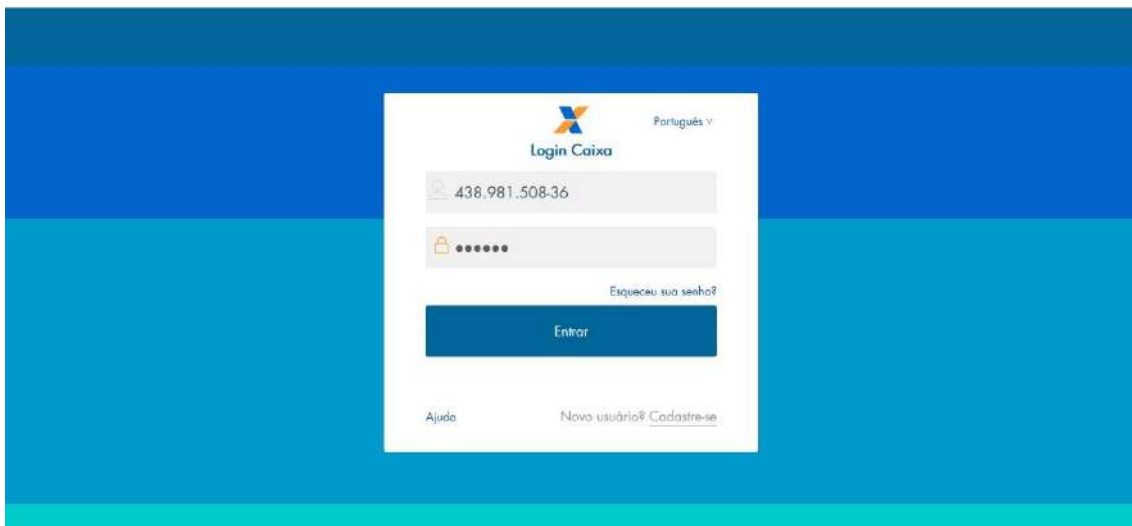 Português
Login Caixa
438.981.508-36
••••••
Esqueceu sua senha?
Entrar
Ajuda
Novo usuário? Cadastre-se